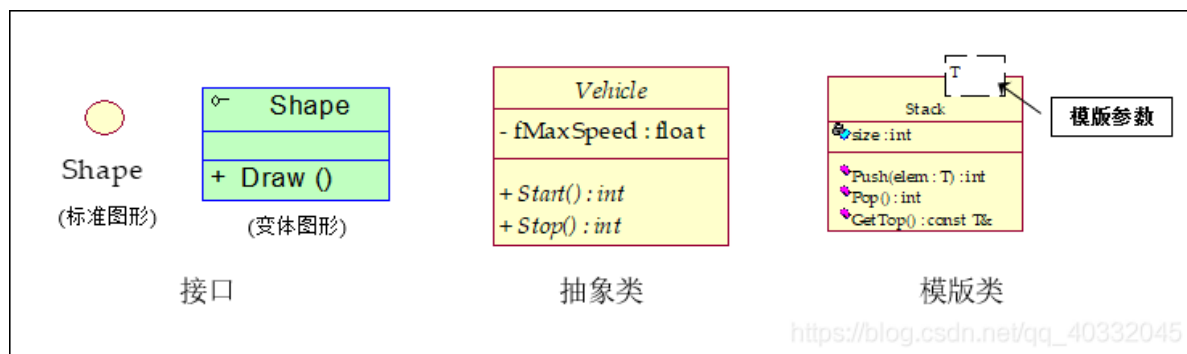 Shape
(标准图形)
Shape
+ Draw ()
(变体图形)
接口
Vehicle
- fMaxSpeed : float
+ Start() : int
+ Stop() : int
抽象类
T
Stack
size : int
Push(elem : T) : int
Pop() : int
GetTop() : const T&
模版参数
模版类
https://blog.csdn.net/qq_40332045